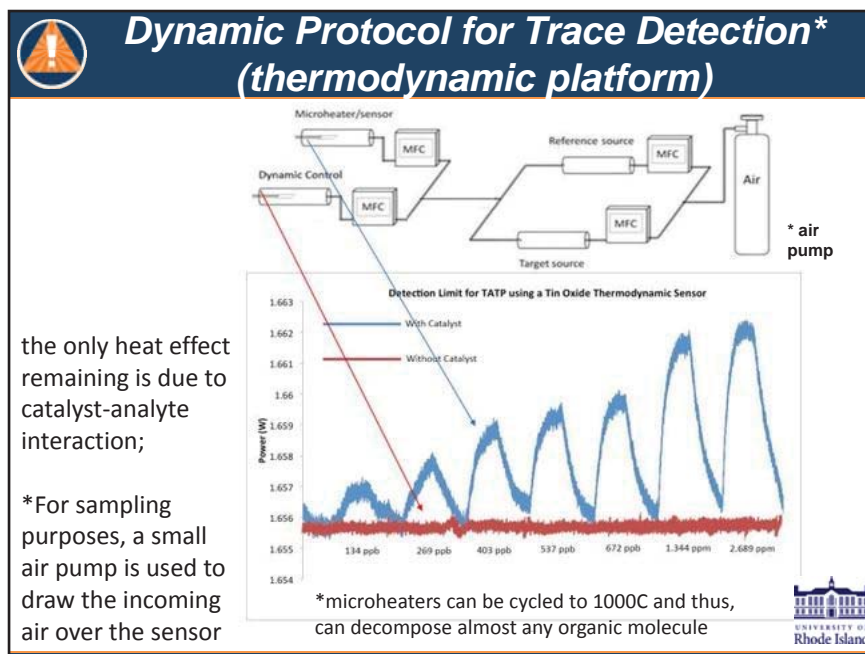 Dynamic Protocol for Trace Detection*
(thermodynamic platform)
Microheater/sensor
MFC
Reference source
MFC
Air
Dynamic Control
MFC
MFC
Target source
* air
pump
Detection Limit for TATP using a Tin Oxide Thermodynamic Sensor
With Catalyst
Without Catalyst
Power (W)
1.663
1.662
1.661
1.66
1.659
1.658
1.657
1.656
1.655
1.654
134 ppb
269 ppb
403 ppb
537 ppb
672 ppb
1.344 ppm
2.689 ppm
the only heat effect
remaining is due to
catalyst-analyte
interaction;
*For sampling
purposes, a small
air pump is used to
draw the incoming
air over the sensor
*microheaters can be cycled to 1000C and thus,
can decompose almost any organic molecule
UNIVERSITY O
Rhode Island